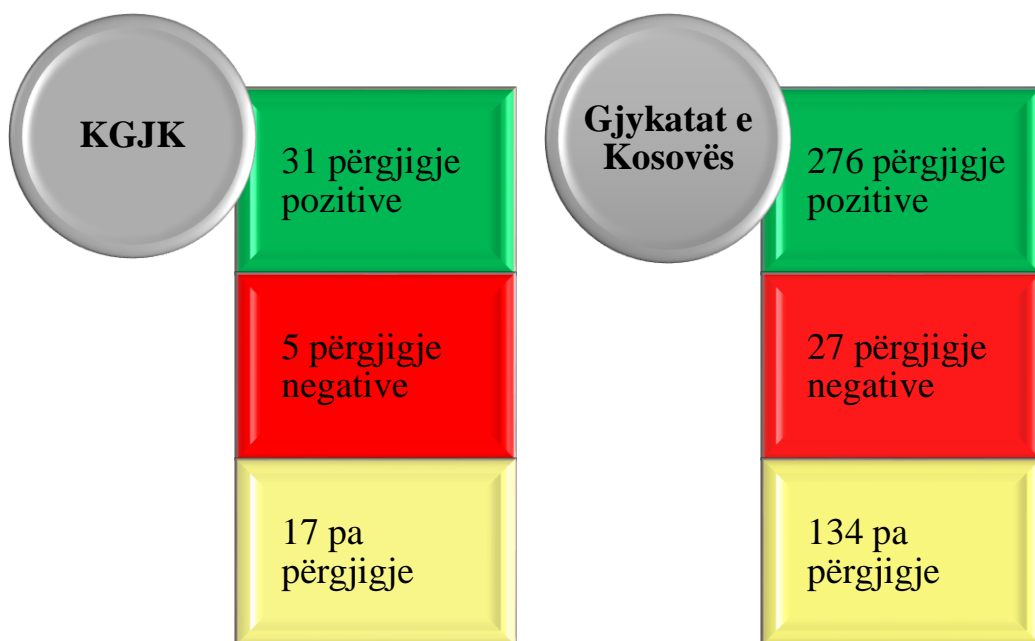 KGJK
31 përgjigje
pozitive
5 përgjigje
negative
17 pa
përgjigje
Gjykatat e
Kosovës
276 përgjigje
pozitive
27 përgjigje
negative
134 pa
përgjigje